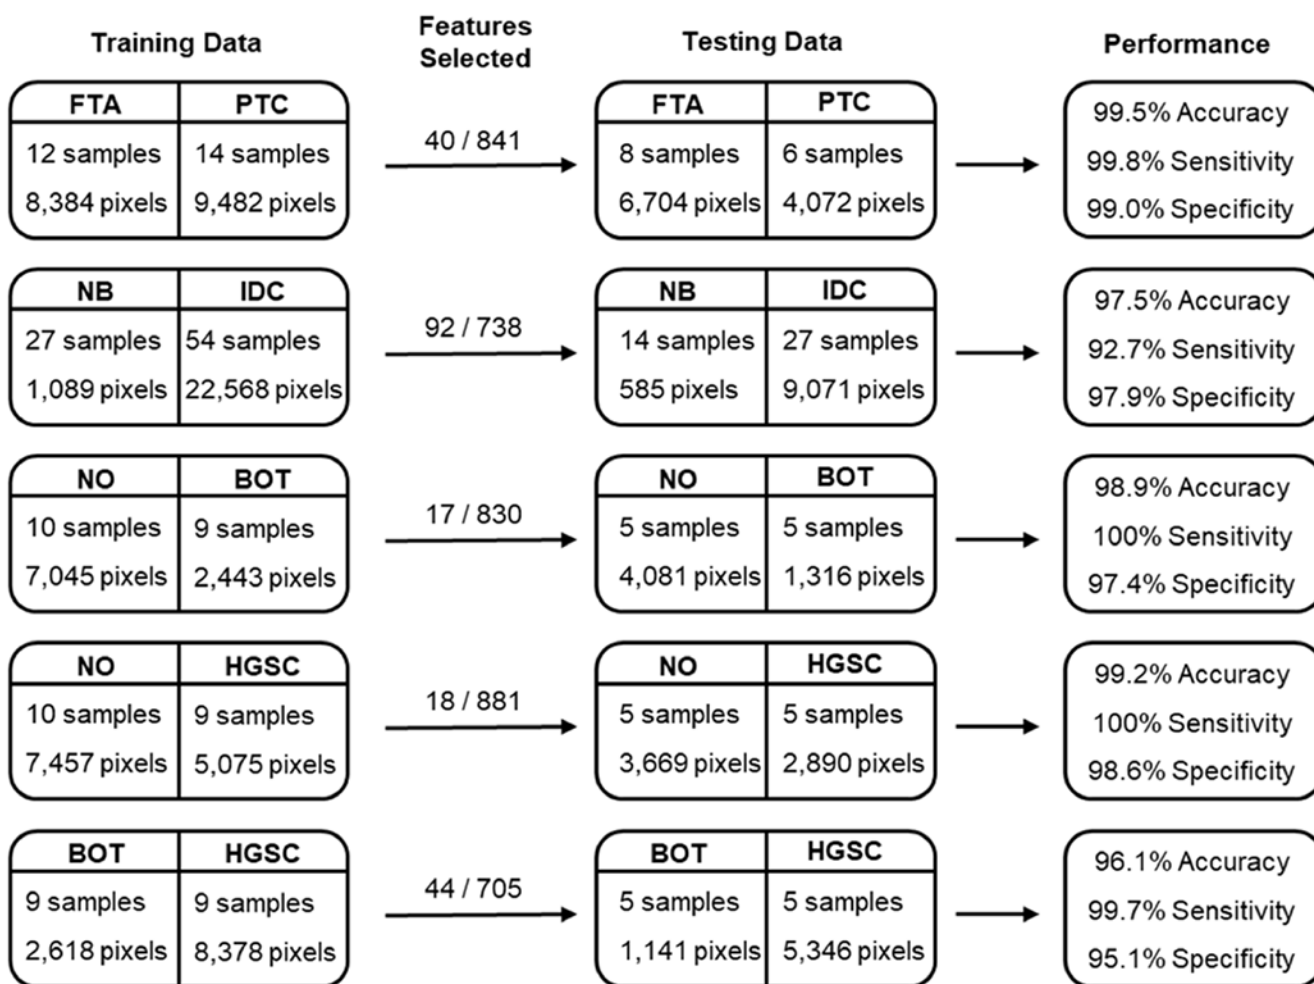 Training Data
Features
Selected
Testing Data
Performance
FTA PTC
12 samples 14 samples
8,384 pixels 9,482 pixels
40 / 841
FTA PTC
8 samples 6 samples
6,704 pixels 4,072 pixels
99.5% Accuracy
99.8% Sensitivity
99.0% Specificity
NB IDC
27 samples 54 samples
1,089 pixels 22,568 pixels
92 / 738
NB IDC
14 samples 27 samples
585 pixels 9,071 pixels
97.5% Accuracy
92.7% Sensitivity
97.9% Specificity
NO BOT
10 samples 9 samples
7,045 pixels 2,443 pixels
17 / 830
NO BOT
5 samples 5 samples
4,081 pixels 1,316 pixels
98.9% Accuracy
100% Sensitivity
97.4% Specificity
NO HGSC
10 samples 9 samples
7,457 pixels 5,075 pixels
18 / 881
NO HGSC
5 samples 5 samples
3,669 pixels 2,890 pixels
99.2% Accuracy
100% Sensitivity
98.6% Specificity
BOT HGSC
9 samples 9 samples
2,618 pixels 8,378 pixels
44 / 705
BOT HGSC
5 samples 5 samples
1,141 pixels 5,346 pixels
96.1% Accuracy
99.7% Sensitivity
95.1% Specificity